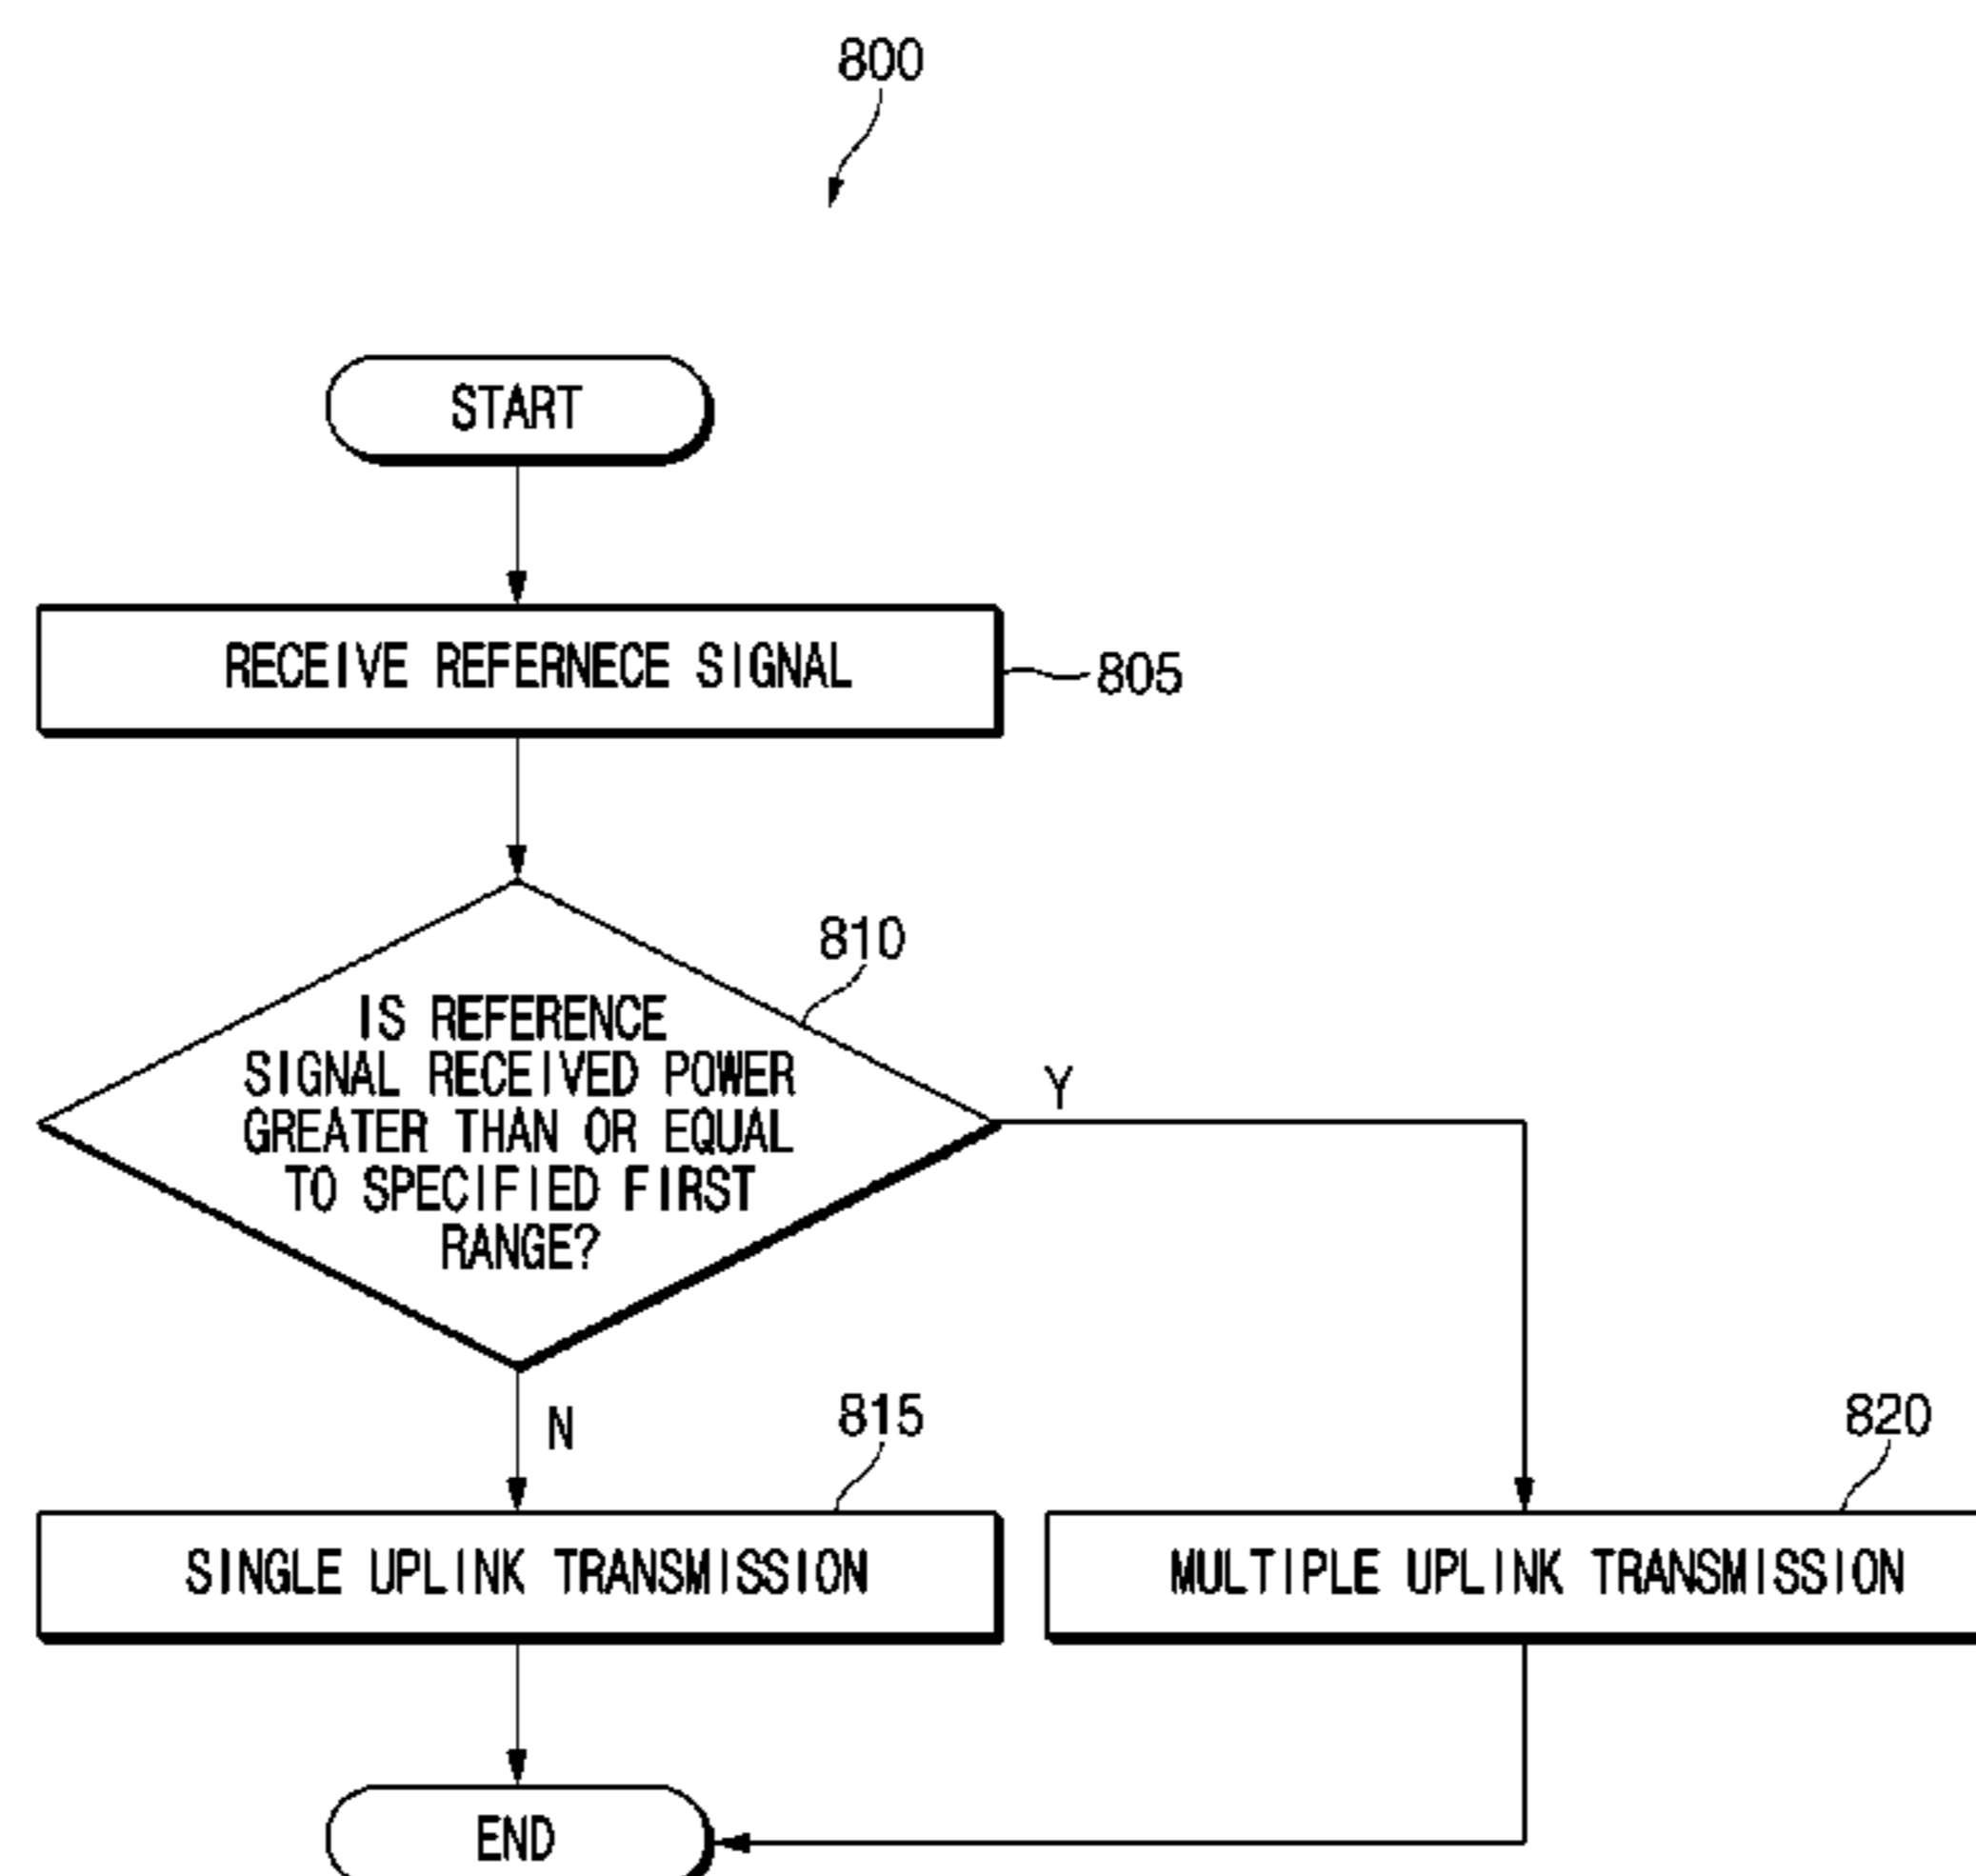 800
START
RECEIVE REFERNECE SIGNAL
805
810
IS REFERENCE
SIGNAL RECEIVED POWER
GREATER THAN OR EQUAL
TO SPECIFIED FIRST
RANGE?
Y
N
815
820
SINGLE UPLINK TRANSMISSION
MULTIPLE UPLINK TRANSMISSION
END